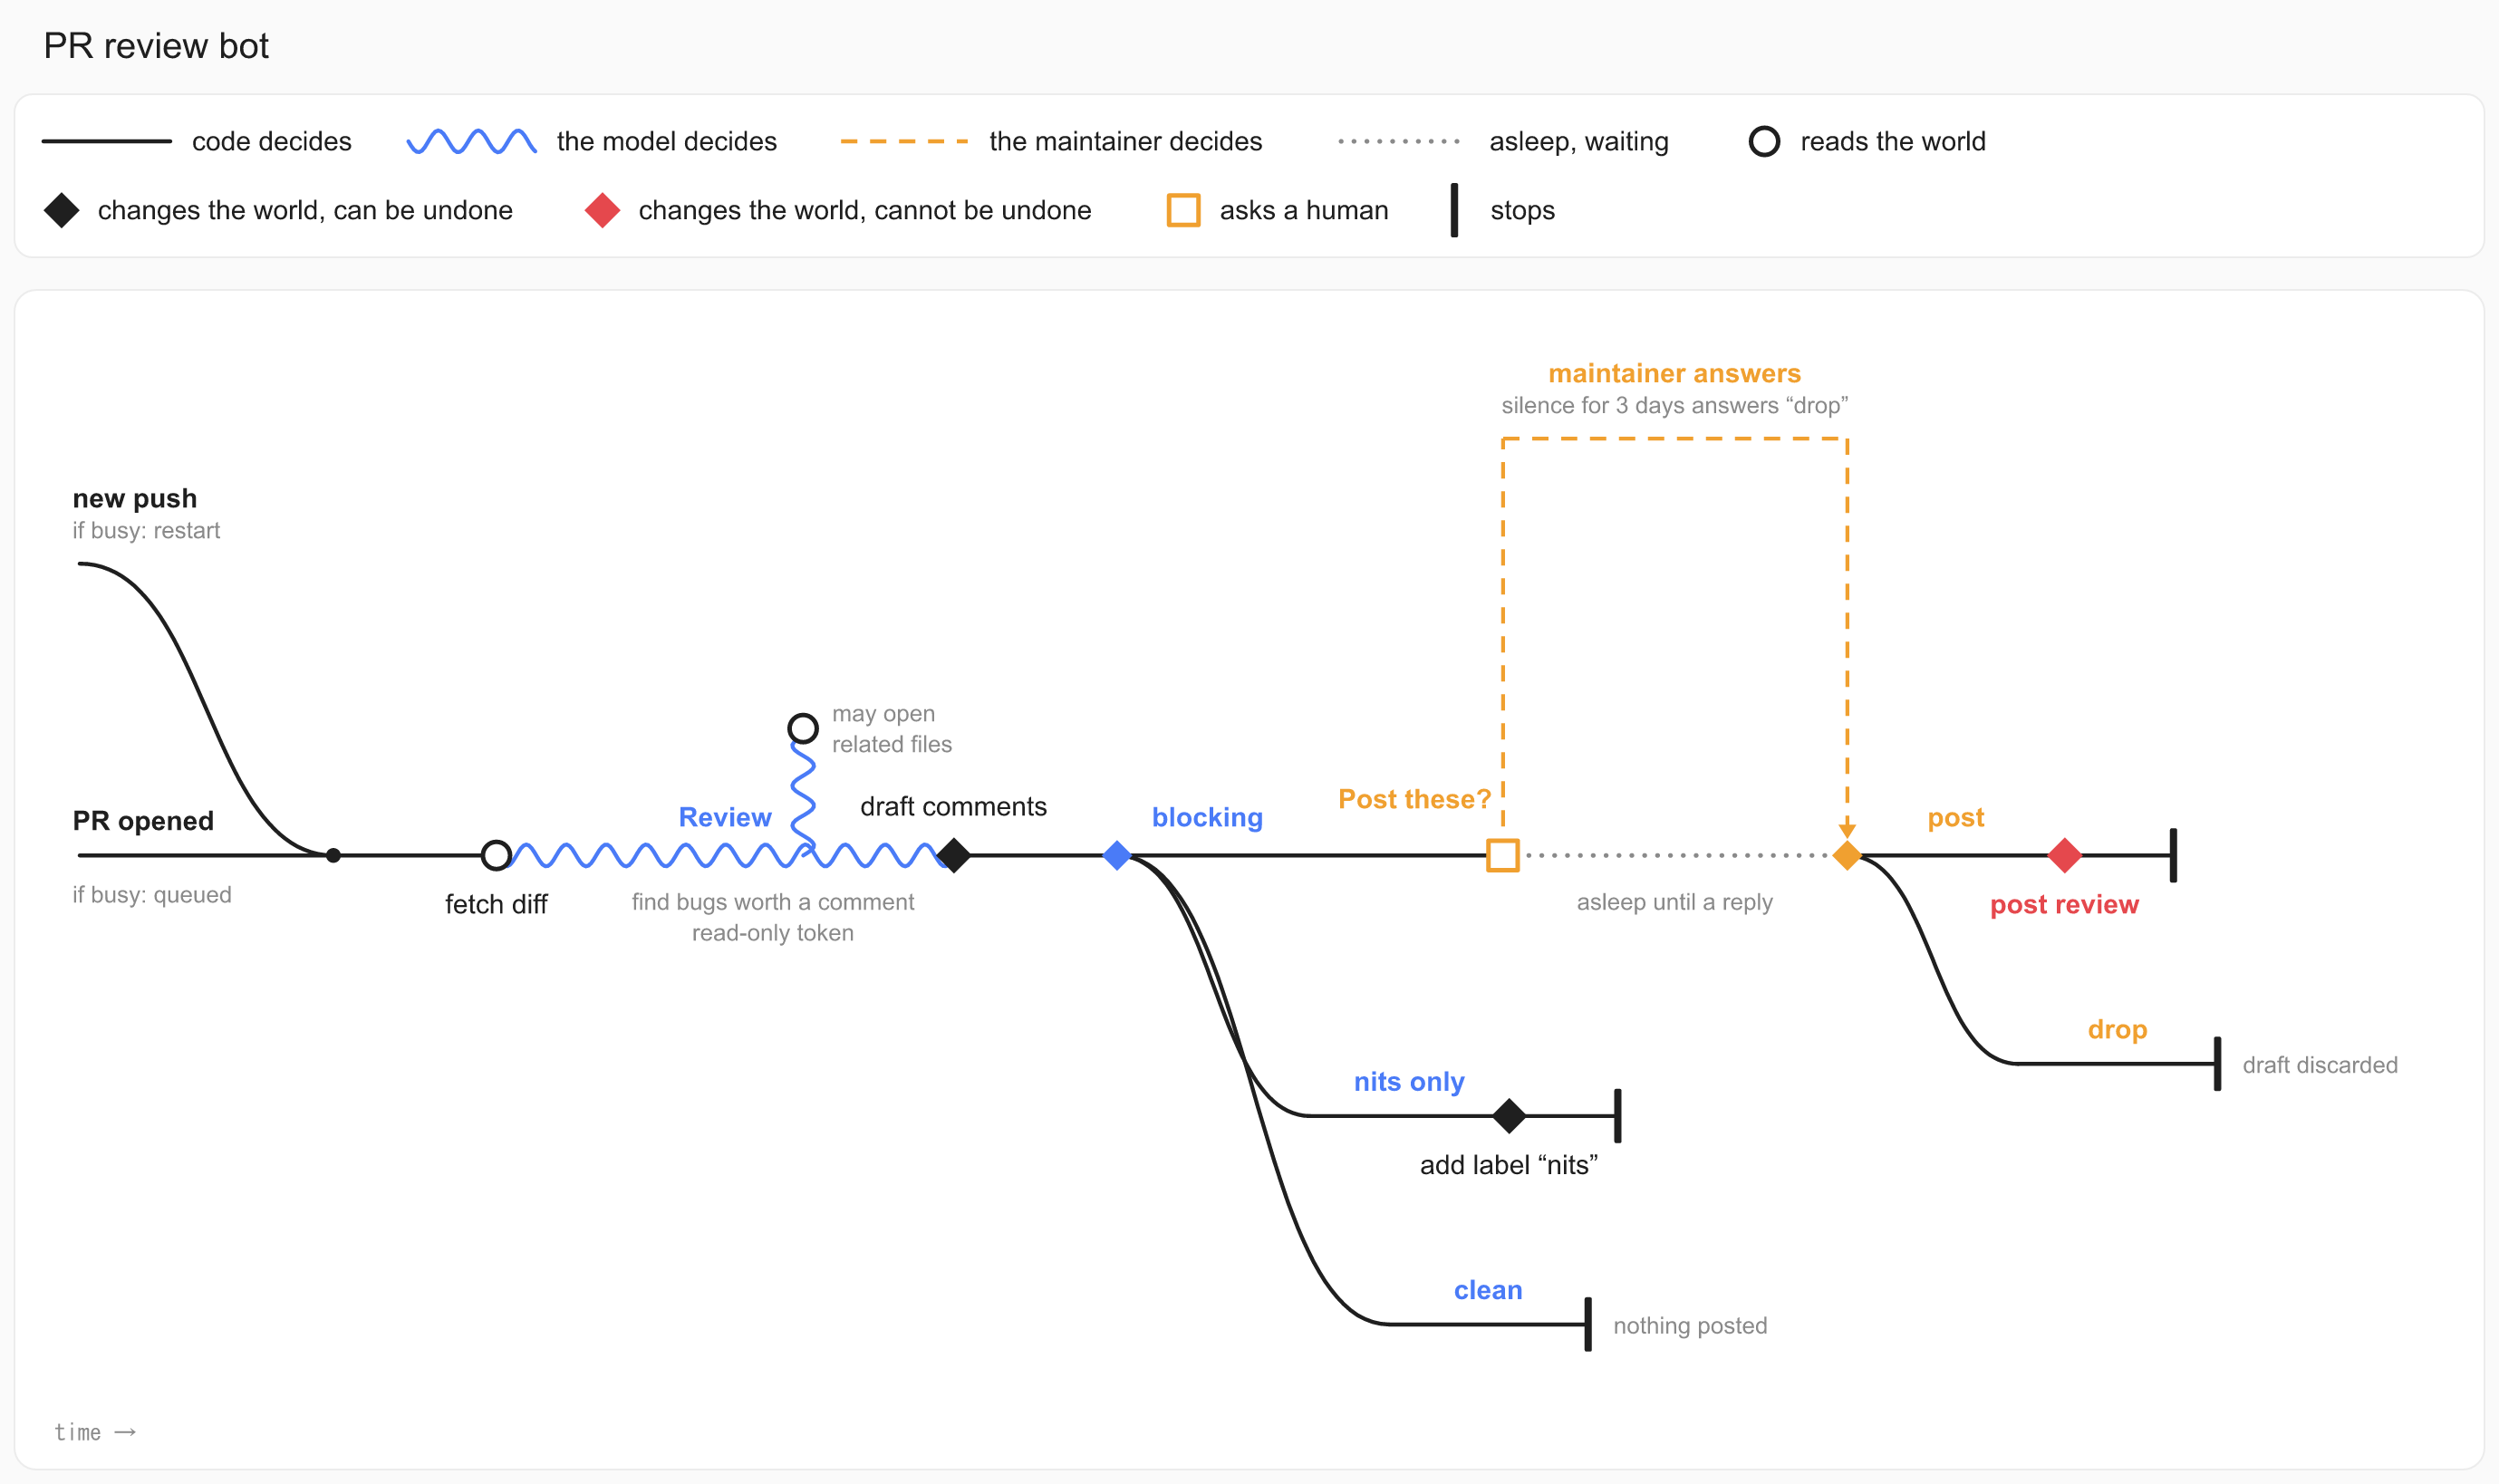 PR review bot
code decides
the model decides
the maintainer decides
asleep, waiting
reads the world
changes the world, can be undone
changes the world, cannot be undone
asks a human
stops
maintainer answers
silence for 3 days answers “drop”
new push
if busy: restart
may open
related files
PR opened
if busy: queued
fetch diff
Review
find bugs worth a comment
read-only token
draft comments
blocking
Post these?
asleep until a reply
post
post review
drop
draft discarded
nits only
add label “nits”
clean
nothing posted
time →